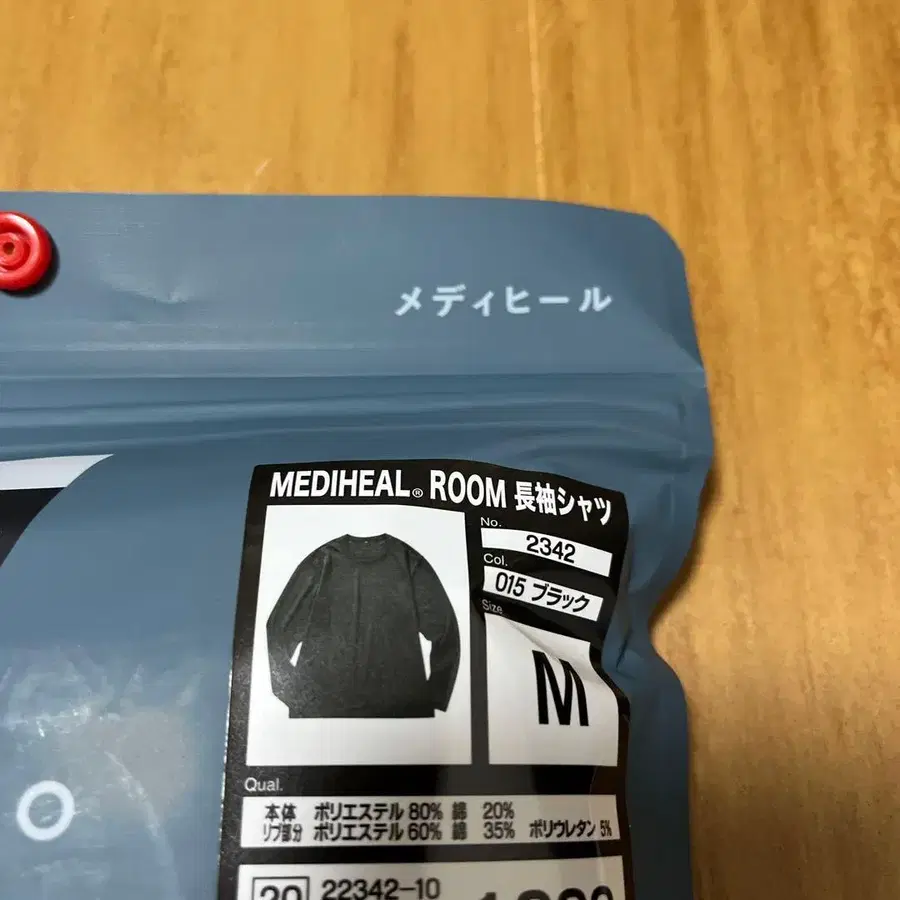 メディヒール
MEDIHEAL® ROOM 長袖シャツ
No.
2342
Col.
015 ブラック
Size
M
Qual.
本体 ポリエステル 80% 綿 20%
リブ部分 ポリエステル 60% 綿 35% ポリウレタン 5%
20 22342-10